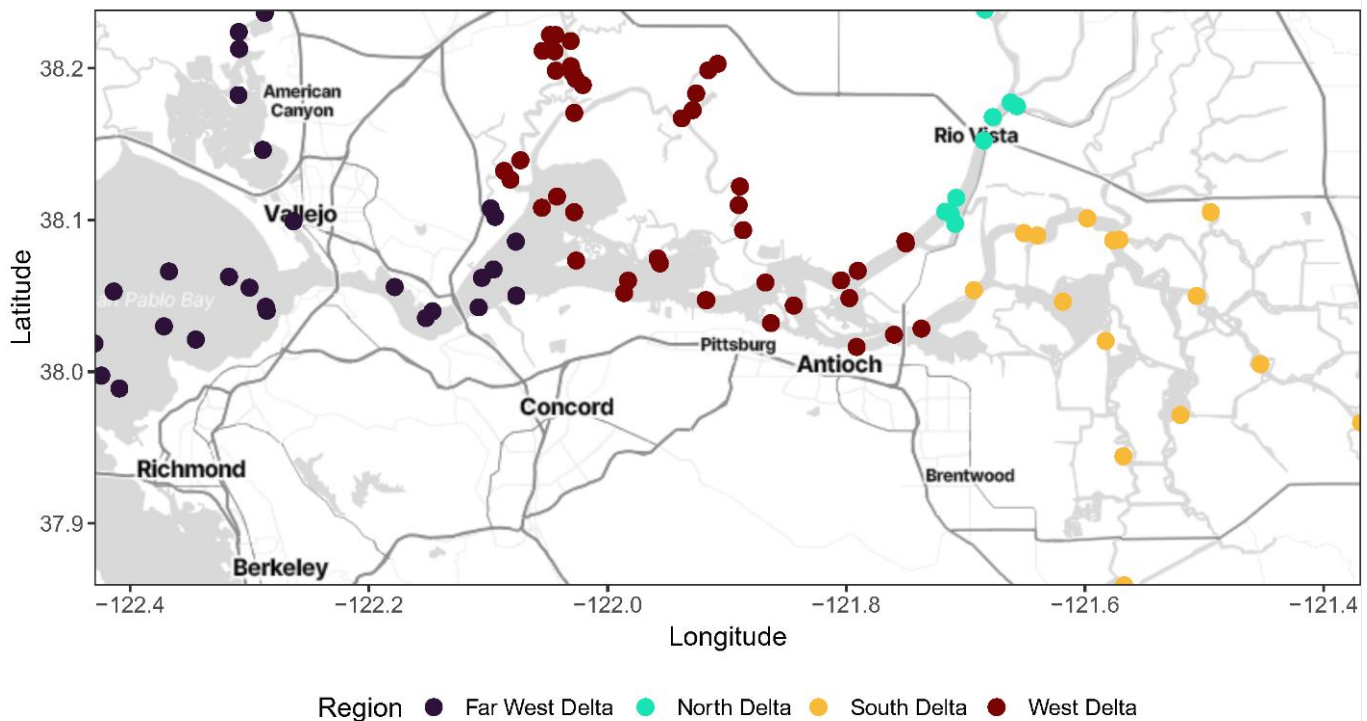 38.2
American
Canyon
Rio Vista
38.1
Vallejo
an Pablo Bay
Latitude
Pittsburg
38.0
Antioch
Concord
Richmond
Brentwood
37.9
Berkeley
−122.4 −122.2 −122.0 −121.8 −121.6 −121.4
Longitude
Region Far West Delta North Delta South Delta West Delta